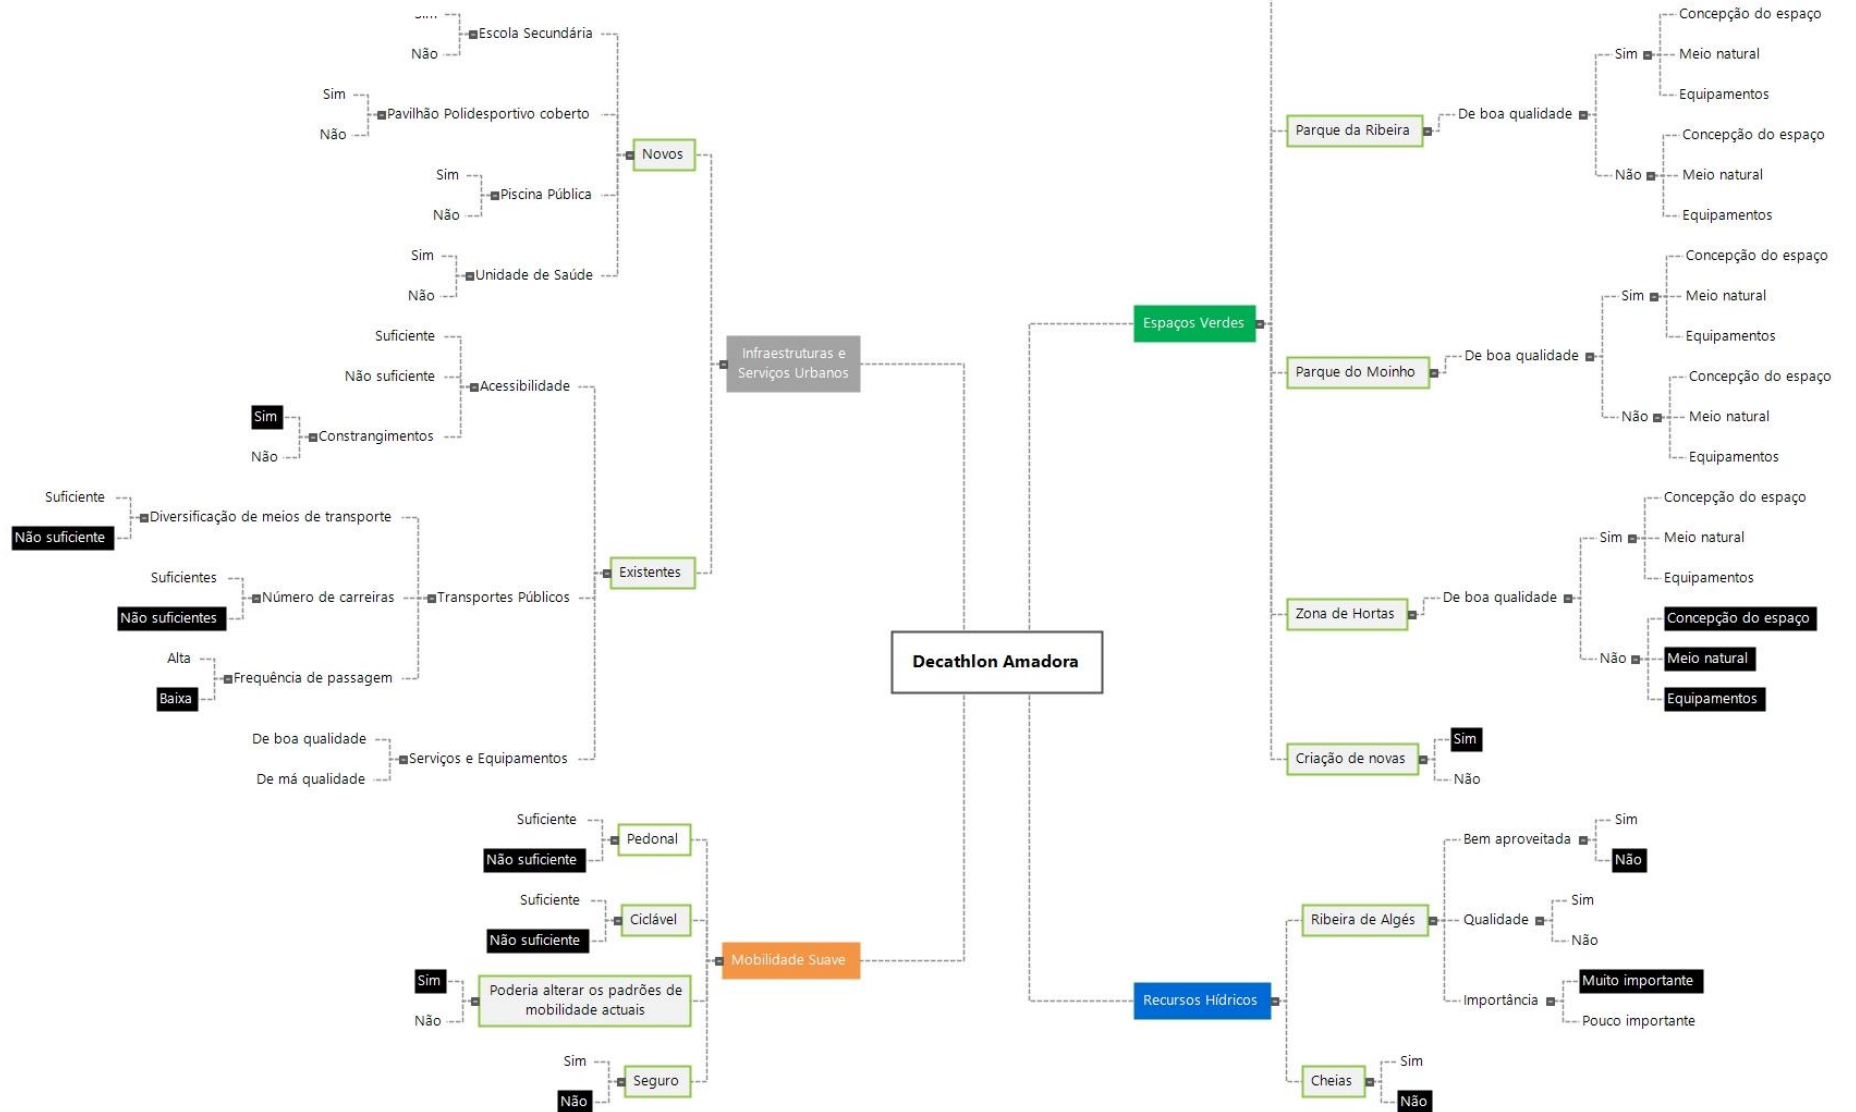 Sim
Escola Secundária
Não
Sim
Pavilhão Polidesportivo coberto
Não
Novos
Sim
Piscina Pública
Não
Sim
Unidade de Saúde
Não
Infraestruturas e
Serviços Urbanos
Suficiente
Não suficiente
Acessibilidade
Sim
Constrangimentos
Não
Suficiente
Diversificação de meios de transporte
Não suficiente
Existentes
Suficientes
Número de carreiras
Transportes Públicos
Não suficientes
Alta
Frequência de passagem
Baixa
De boa qualidade
Serviços e Equipamentos
De má qualidade
Suficiente
Pedonal
Não suficiente
Suficiente
Ciclável
Não suficiente
Mobilidade Suave
Sim
Poderia alterar os padrões de
mobilidade actuais
Não
Sim
Seguro
Não
Decathlon Amadora
Concepção do espaço
Sim
Meio natural
Equipamentos
Parque da Ribeira
De boa qualidade
Concepção do espaço
Não
Meio natural
Equipamentos
Espaços Verdes
Concepção do espaço
Sim
Meio natural
Equipamentos
Parque do Moinho
De boa qualidade
Concepção do espaço
Não
Meio natural
Equipamentos
Concepção do espaço
Sim
Meio natural
Equipamentos
Zona de Hortas
De boa qualidade
Concepção do espaço
Não
Meio natural
Equipamentos
Criação de novas
Sim
Não
Sim
Bem aproveitada
Não
Ribeira de Algés
Qualidade
Sim
Não
Recursos Hídricos
Muito importante
Importância
Pouco importante
Sim
Cheias
Não